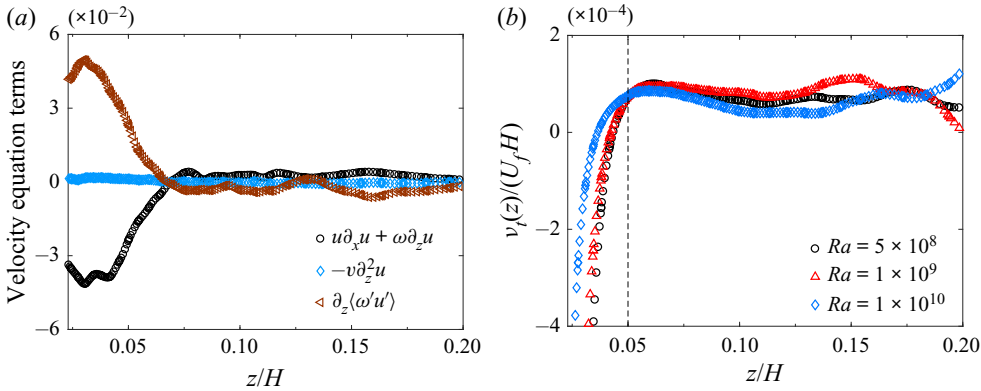 (a)
(×10⁻²)
6
3
0
−3
−6
Velocity equation terms
u∂ₓu + ω∂_zu
−ν∂_z²u
∂_z⟨ω′u′⟩
0.05 0.10 0.15 0.20
z/H
(b)
(×10⁻⁴)
2
0
−2
−4
ν_t(z)/(U_f H)
Ra = 5 × 10⁸
Ra = 1 × 10⁹
Ra = 1 × 10¹⁰
0 0.05 0.10 0.15 0.20
z/H